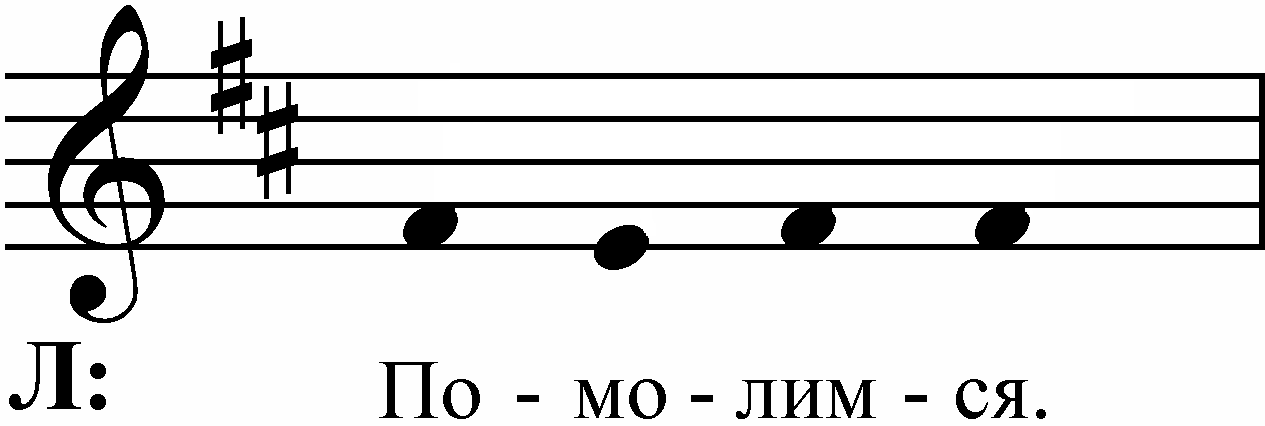 Л: По - мо - лим - ся.